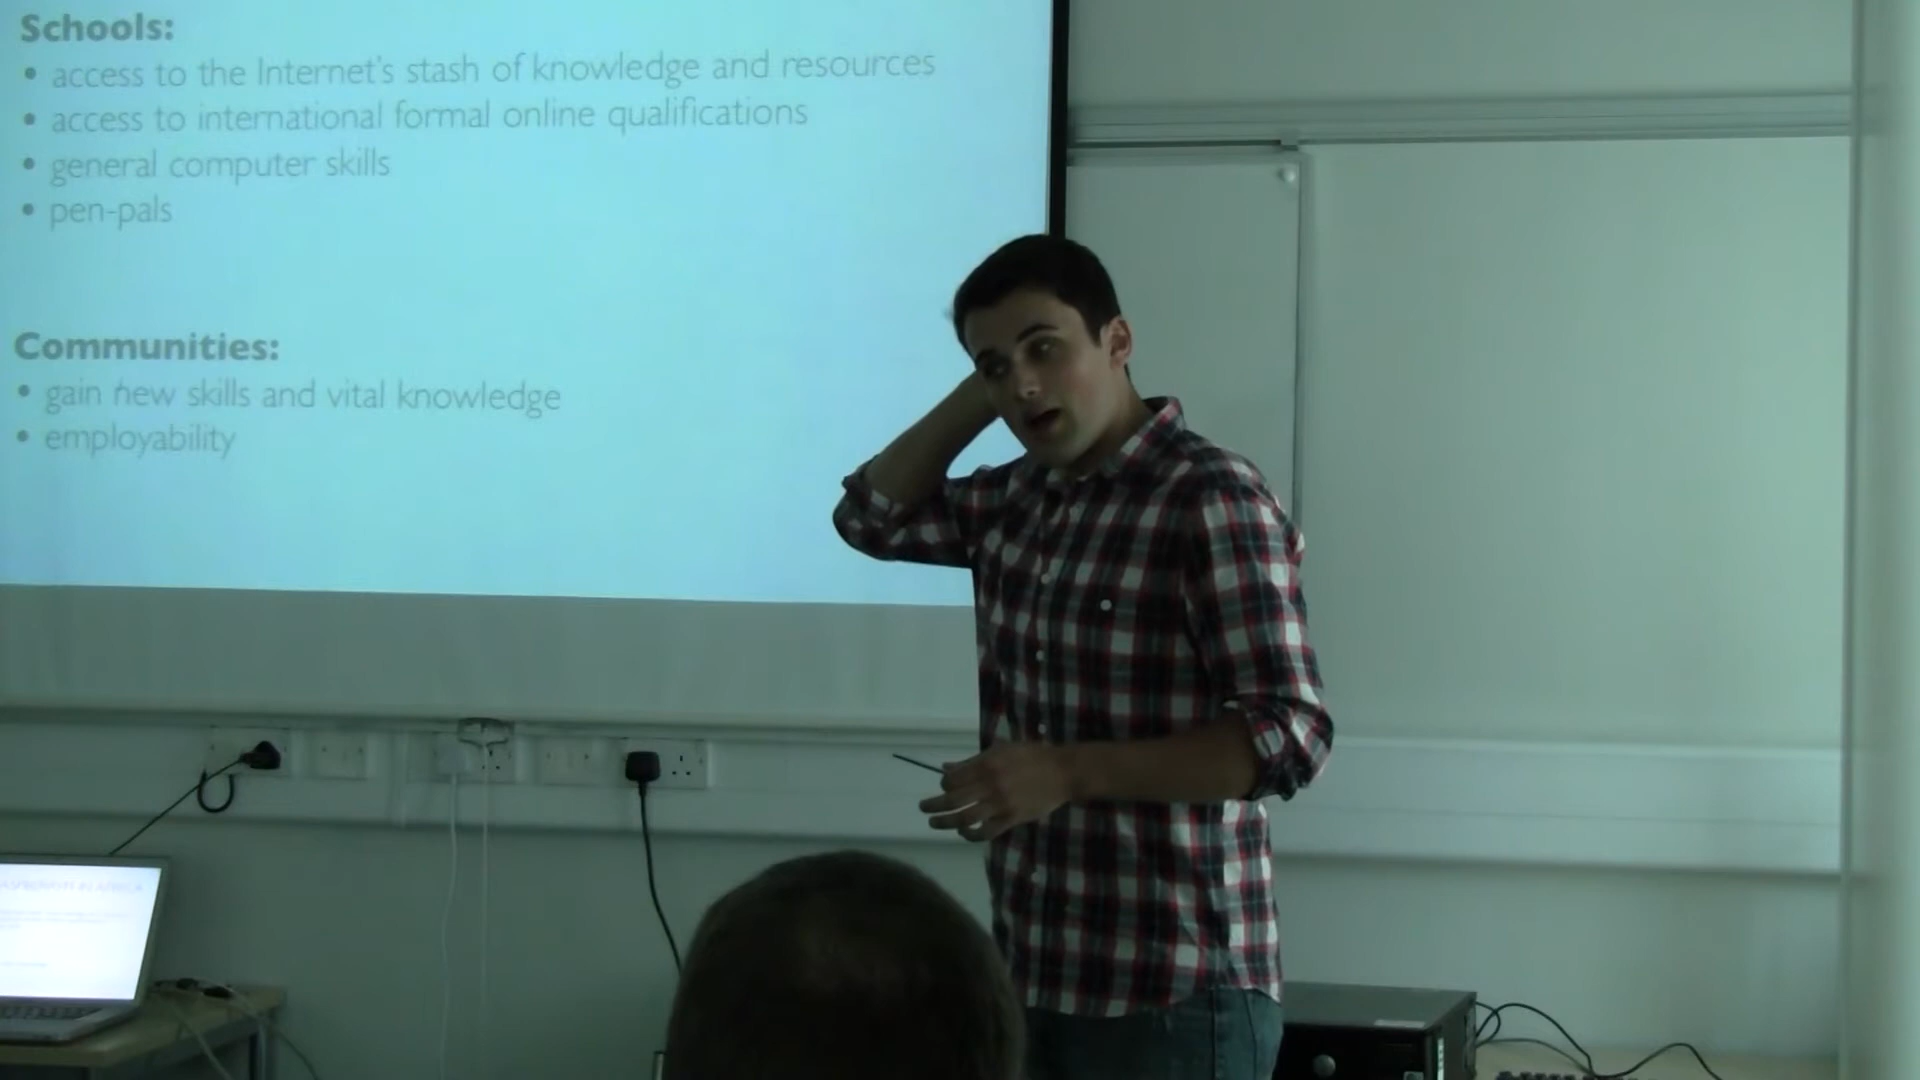 Schools:
• access to the Internet's stash of knowledge and resources
• access to international formal online qualifications
• general computer skills
• pen-pals
Communities:
• gain new skills and vital knowledge
• employability